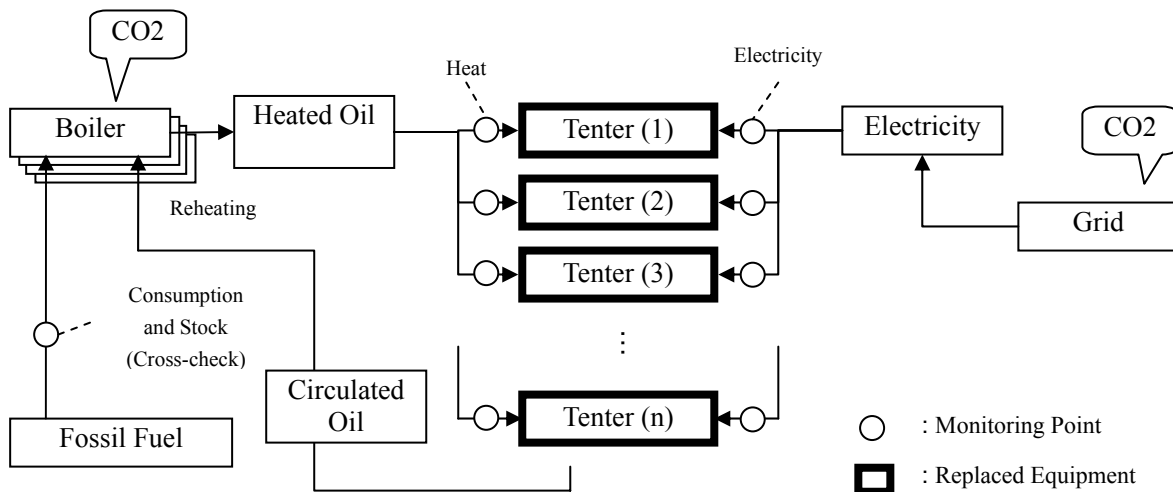 CO2
Heat
Electricity
Boiler
Heated Oil
Tenter (1)
Electricity
CO2
Reheating
Tenter (2)
Grid
Tenter (3)
Consumption
and Stock
(Cross-check)
⋮
Circulated
Oil
Tenter (n)
Fossil Fuel
: Monitoring Point
: Replaced Equipment